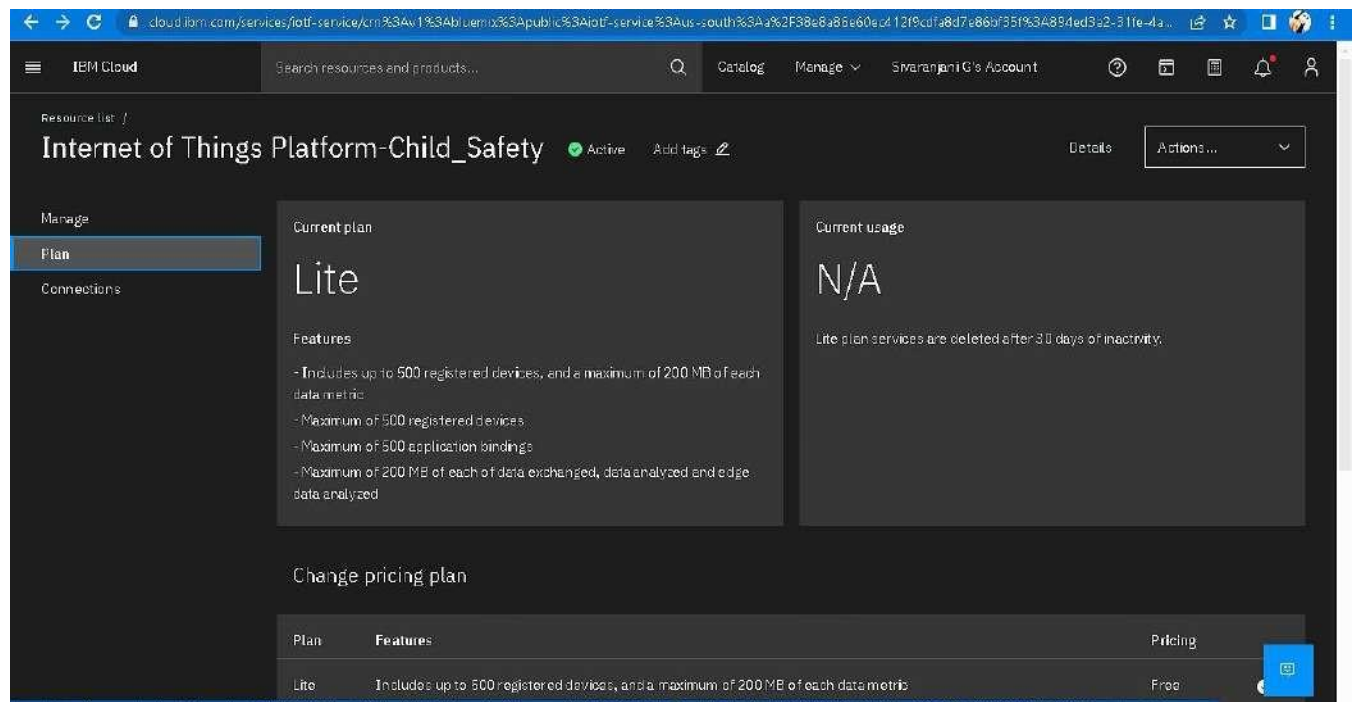 cloud.ibm.com/services/iotf-service/crn%3Av1%3Abluemix%3Apublic%3Aiotf-service%3Aus-south%3Aa%2F38e8a86e60ec412f9cdfa8d7e86bf35f%3A894ed3a2-31fe-4a...
IBM Cloud
Search resources and products...
Catalog
Manage
Sivaranjani G's Account
Resource list /
Internet of Things Platform-Child_Safety
Active
Add tags
Details
Actions...
Manage
Plan
Connections
Current plan
Lite
Features
- Includes up to 500 registered devices, and a maximum of 200 MB of each
data metric
- Maximum of 500 registered devices
- Maximum of 500 application bindings
- Maximum of 200 MB of each of data exchanged, data analyzed and edge
data analyzed
Current usage
N/A
Lite plan services are deleted after 30 days of inactivity.
Change pricing plan
Plan Features Pricing
Lite Includes up to 500 registered devices, and a maximum of 200 MB of each data metric Free